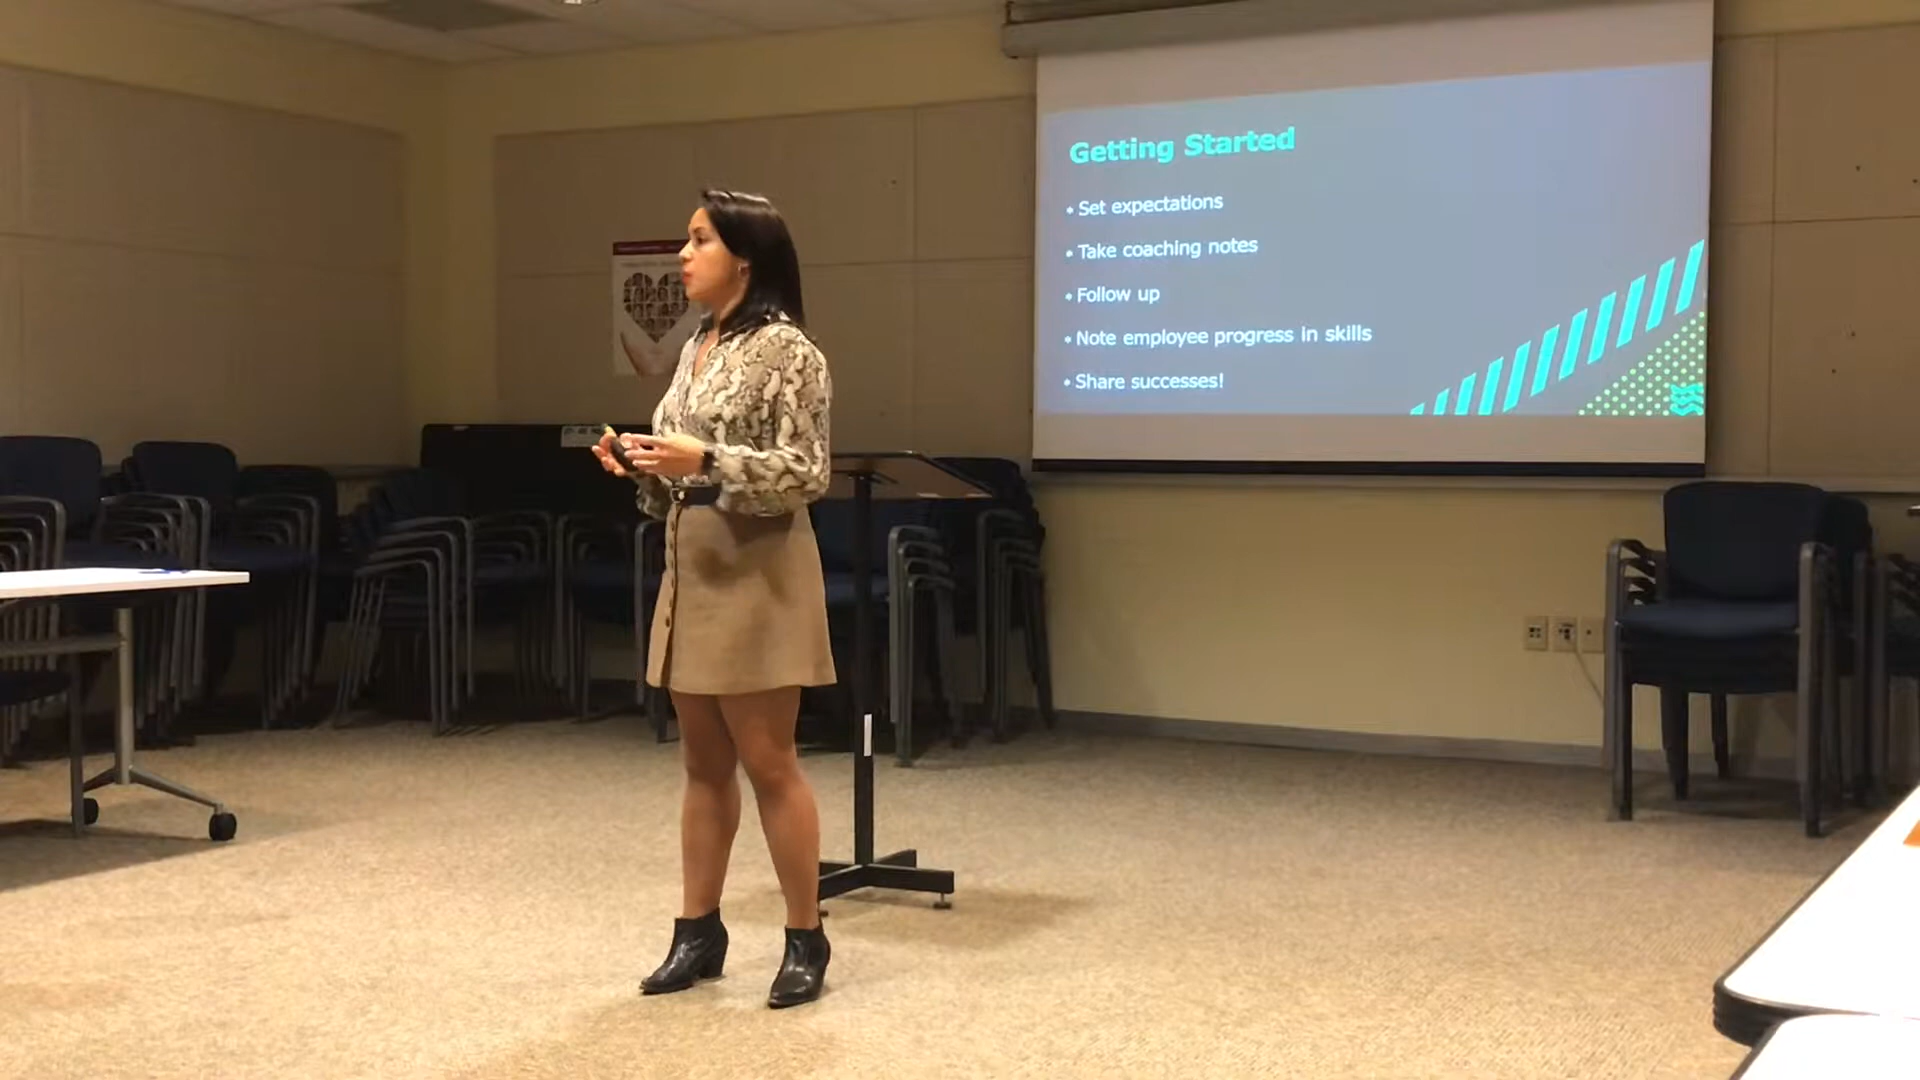 Getting Started
• Set expectations
• Take coaching notes
• Follow up
• Note employee progress in skills
• Share successes!